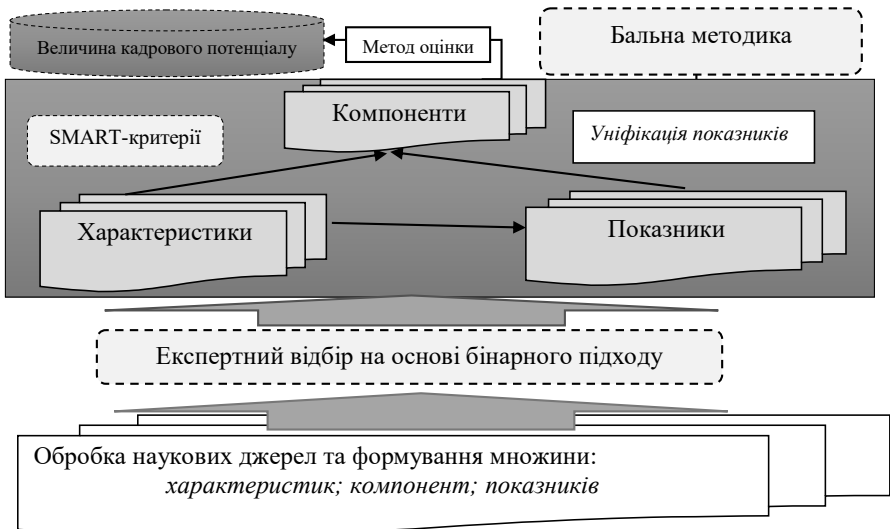 Величина кадрового потенціалу
Метод оцінки
Бальна методика
Компоненти
SMART-критерії
Уніфікація показників
Характеристики
Показники
Експертний відбір на основі бінарного підходу
Обробка наукових джерел та формування множини:
характеристик; компонент; показників